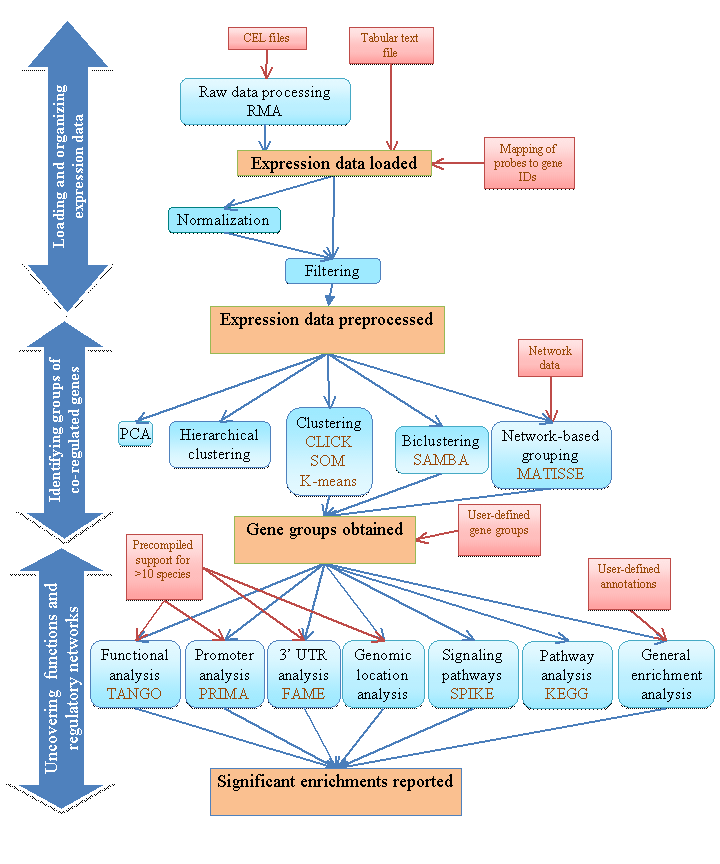 CEL files
Tabular text
file
Raw data processing
RMA
Expression data loaded
Mapping of
probes to gene
IDs
Normalization
Filtering
Loading and organizing
expression data
Expression data preprocessed
Network
data
PCA
Hierarchical
clustering
Clustering
CLICK
SOM
K-means
Biclustering
SAMBA
Network-based
grouping
MATISSE
Identifying groups of
co-regulated genes
Gene groups obtained
User-defined
gene groups
Precompiled
support for
>10 species
User-defined
annotations
Functional
analysis
TANGO
Promoter
analysis
PRIMA
3’ UTR
analysis
FAME
Genomic
location
analysis
Signaling
pathways
SPIKE
Pathway
analysis
KEGG
General
enrichment
analysis
Uncovering functions and
regulatory networks
Significant enrichments reported